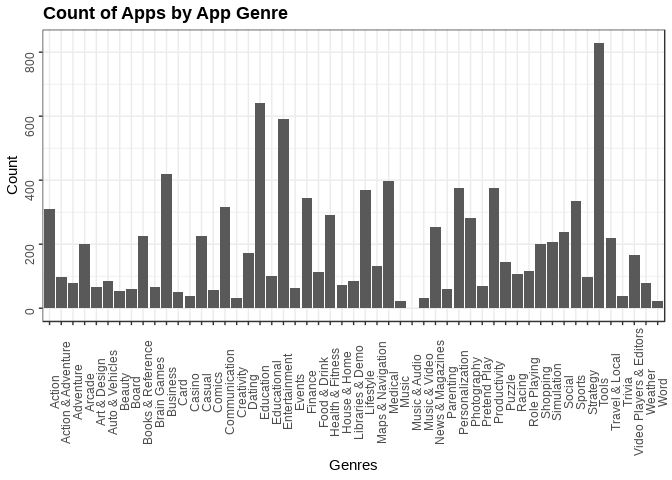 Count of Apps by App Genre
Count
800
600
400
200
0
Action
Action & Adventure
Adventure
Arcade
Art & Design
Auto & Vehicles
Beauty
Board
Books & Reference
Brain Games
Business
Card
Casino
Casual
Comics
Communication
Creativity
Dating
Education
Educational
Entertainment
Events
Finance
Food & Drink
Health & Fitness
House & Home
Libraries & Demo
Lifestyle
Maps & Navigation
Medical
Music
Music & Audio
Music & Video
News & Magazines
Parenting
Personalization
Photography
Pretend Play
Productivity
Puzzle
Racing
Role Playing
Shopping
Simulation
Social
Sports
Strategy
Tools
Travel & Local
Trivia
Video Players & Editors
Weather
Word
Genres